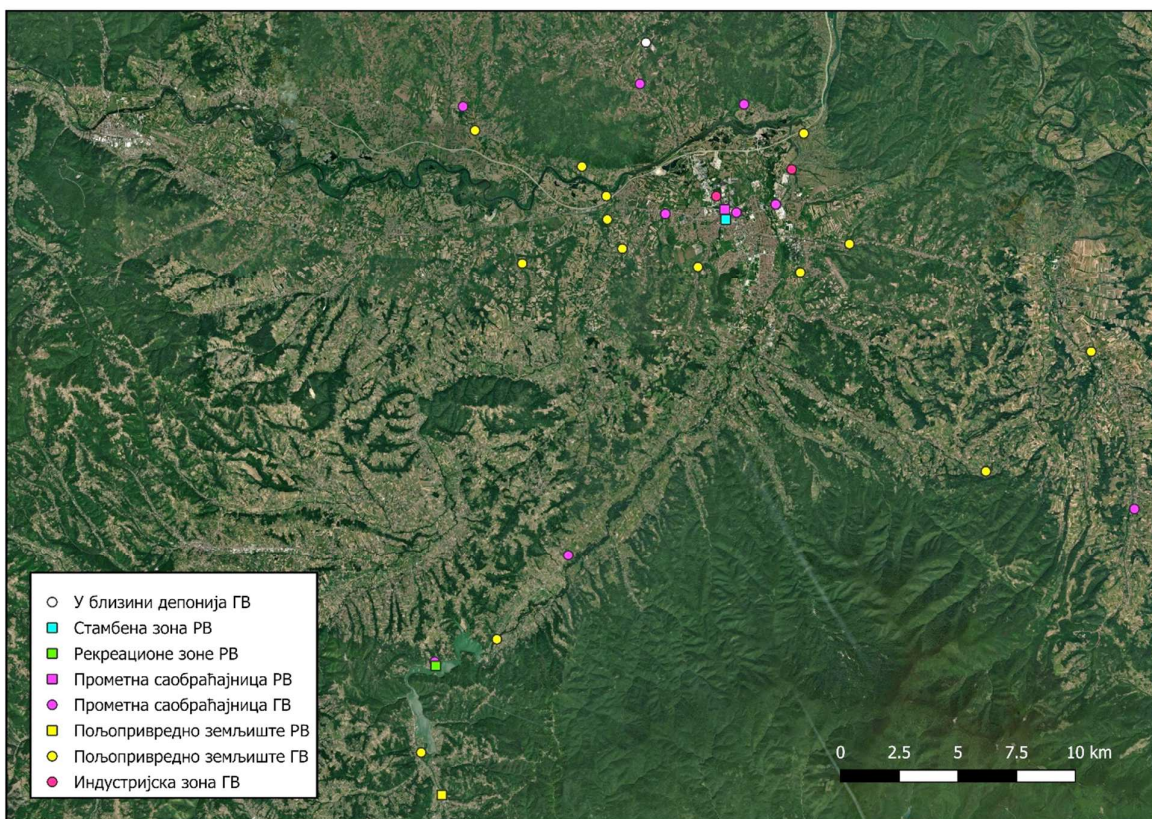 У близини депонија ГВ
Стамбена зона РВ
Рекреационе зоне РВ
Прометна саобраћајница РВ
Прометна саобраћајница ГВ
Пољопривредно земљиште РВ
Пољопривредно земљиште ГВ
Индустријска зона ГВ
0 2.5 5 7.5 10 km